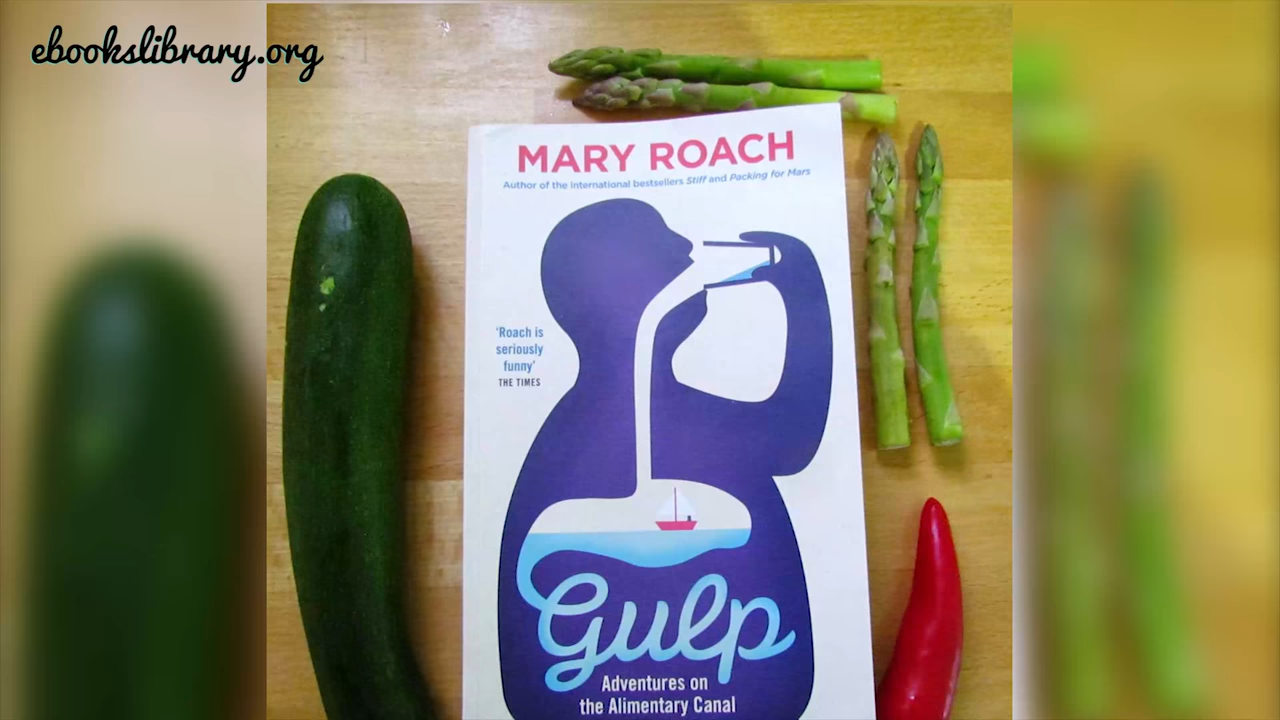 ebookslibrary.org
MARY ROACH
Author of the international bestsellers Stiff and Packing for Mars
'Roach is
seriously
funny'
THE TIMES
Gulp
Adventures on
the Alimentary Canal